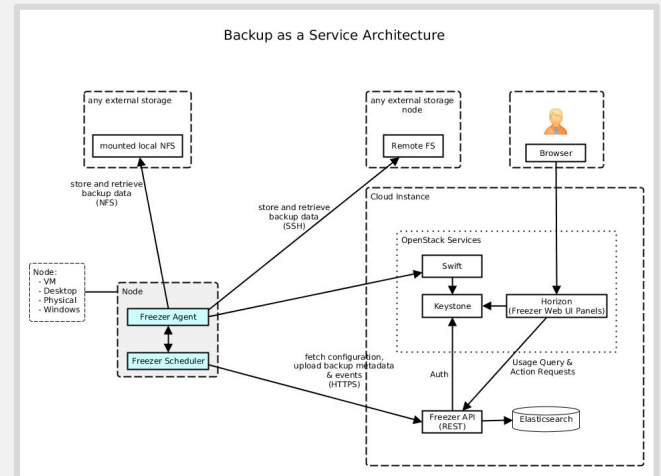 Backup as a Service Architecture
any external storage
mounted local NFS
any external storage
node
Remote FS
Browser
store and retrieve
backup data
(NFS)
store and retrieve
backup data
(SSH)
Cloud Instance
OpenStack Services
Swift
Keystone
Horizon
(Freezer Web UI Panels)
Node:
- VM
- Desktop
- Physical
- Windows
Node
Freezer Agent
Freezer Scheduler
fetch configuration,
upload backup metadata
& events
(HTTPS)
Auth
Usage Query &
Action Requests
Freezer API
(REST)
Elasticsearch